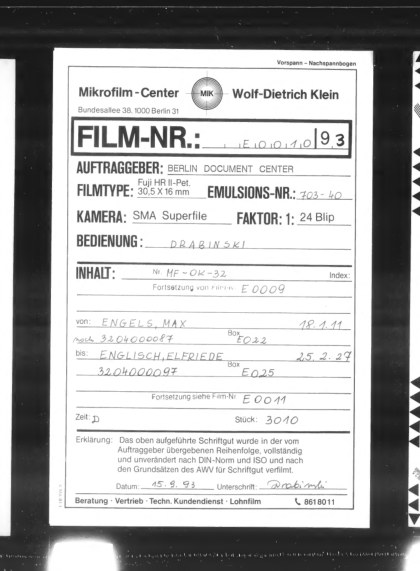 Vorspann – Nachspannbogen
Mikrofilm-Center MIK Wolf-Dietrich Klein
Bundesallee 38, 1000 Berlin 31
FILM-NR.: E0010 | 93
AUFTRAGGEBER: BERLIN DOCUMENT CENTER
FILMTYPE: Fuji HR II-Pet. 30,5 X 16 mm EMULSIONS-NR.: 703-40
KAMERA: SMA Superfile FAKTOR: 1: 24 Blip
BEDIENUNG: DRABINSKI
INHALT: Nr. MF-OK-32 Index:
Fortsetzung von Film-Nr. E0009
von: ENGELS, MAX 18.1.11
nach 3204000087 Box E022
bis: ENGLISCH, ELFRIEDE 25.2.27
3204000097 Box E025
Fortsetzung siehe Film-Nr. E0011
Zeit: D Stück: 3010
Erklärung: Das oben aufgeführte Schriftgut wurde in der vom
Auftraggeber übergebenen Reihenfolge, vollständig
und unverändert nach DIN-Norm und ISO und nach
den Grundsätzen des AWV für Schriftgut verfilmt.
Datum: 15.9.93 Unterschrift: Drabinski
Beratung · Vertrieb · Techn. Kundendienst · Lohnfilm 8618011